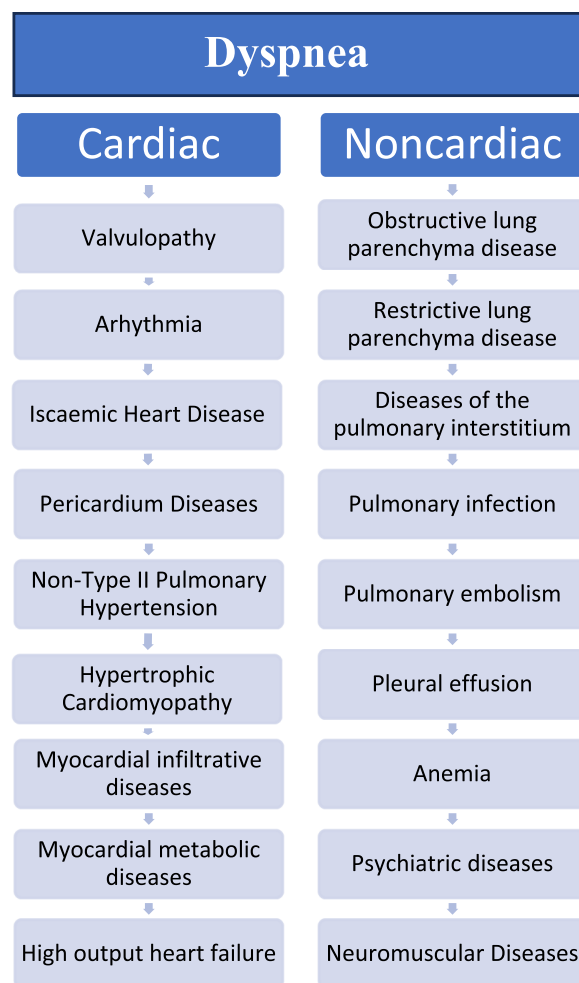 Dyspnea
Cardiac
Valvulopathy
Arhythmia
Iscaemic Heart Disease
Pericardium Diseases
Non-Type II Pulmonary
Hypertension
Hypertrophic
Cardiomyopathy
Myocardial infiltrative
diseases
Myocardial metabolic
diseases
High output heart failure
Noncardiac
Obstructive lung
parenchyma disease
Restrictive lung
parenchyma disease
Diseases of the
pulmonary interstitium
Pulmonary infection
Pulmonary embolism
Pleural effusion
Anemia
Psychiatric diseases
Neuromuscular Diseases